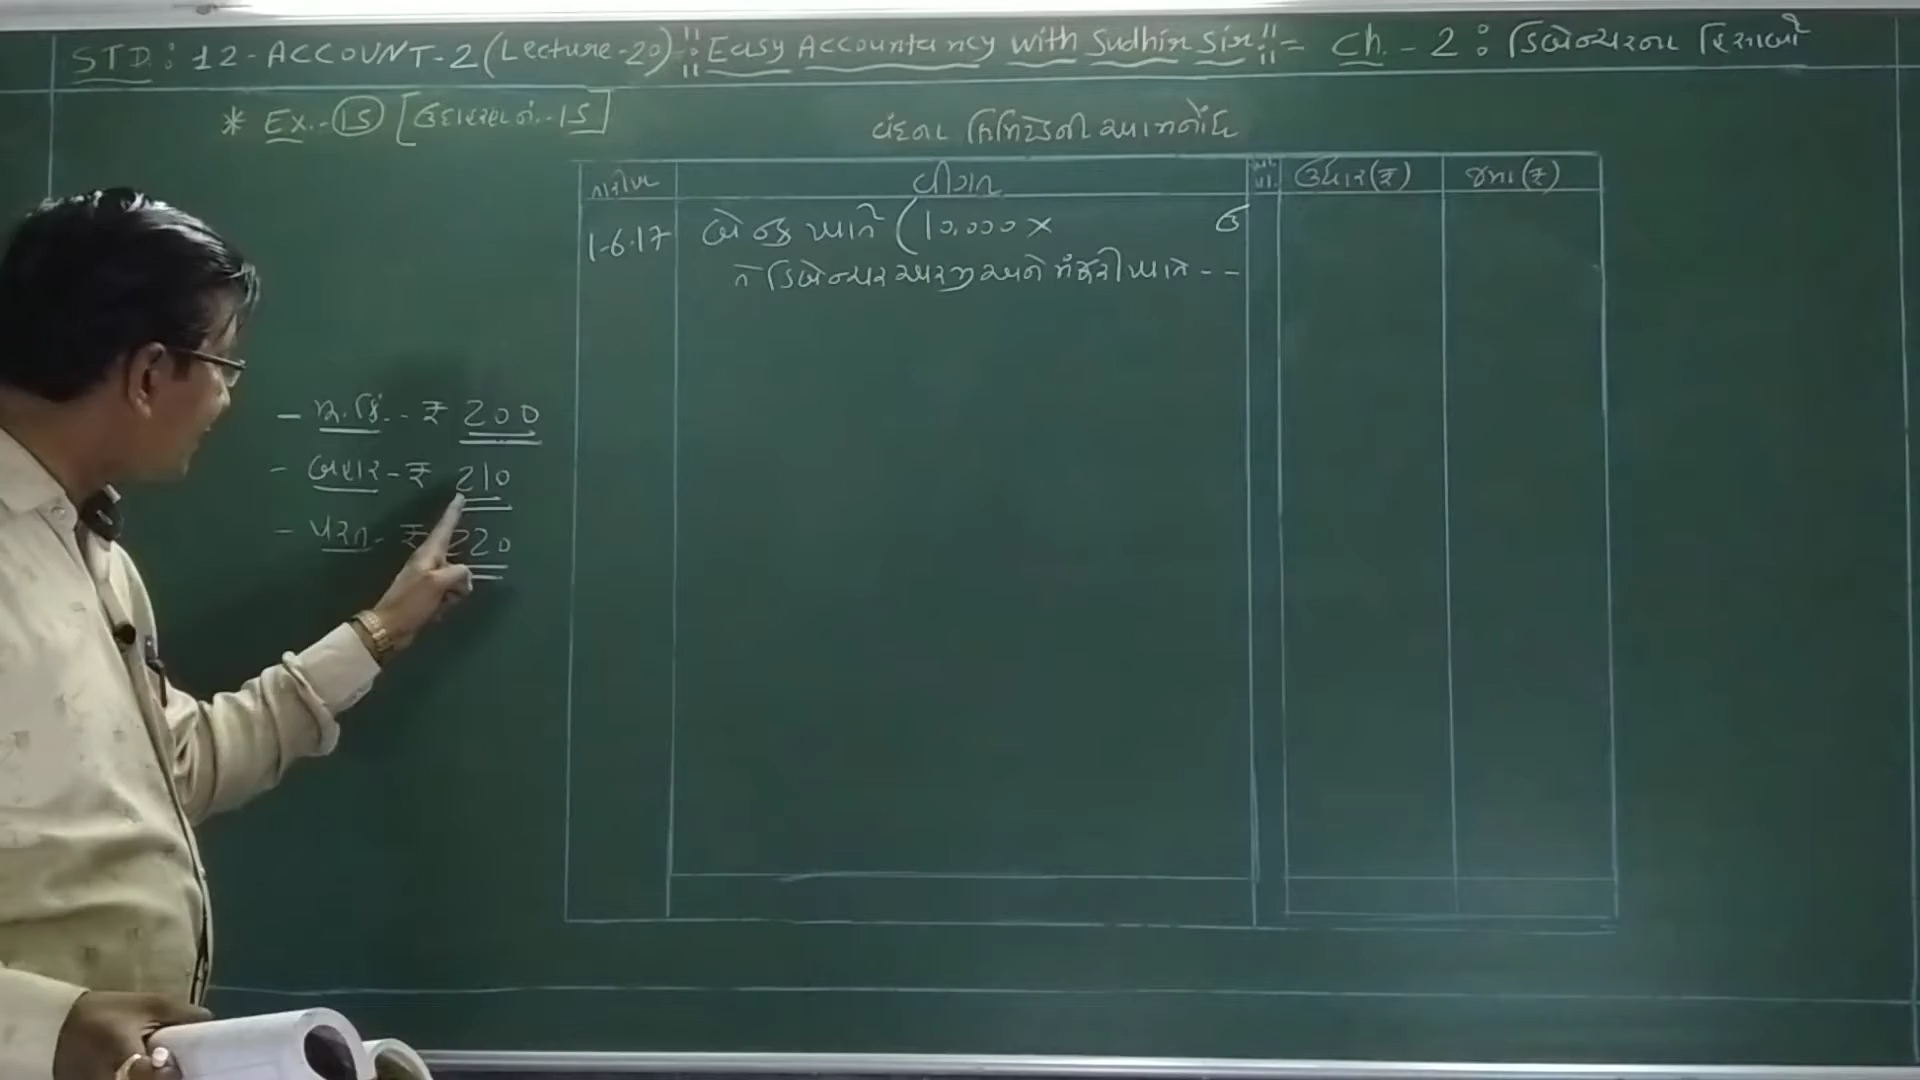 STD : 12 - ACCOUNT - 2 (Lecture-20) - : "Easy Accountancy with Sudhir Sir" : - Ch. - 2 : ડિબેન્ચરના હિસાબો
* Ex.-15 [ઉદાહરણ નં.-15]
વંદના લિમિટેડની આમનોંધ
તારીખ વીગત ખા. પા. ઉધાર(₹) જમા(₹)
1-6-17 બેન્ક ખાતે (10,000 × ઉ
તે ડિબેન્ચર અરજી અને મંજૂરી ખાતે - -
- મૂ. કિં. - ₹ 200
- બહાર - ₹ 210
- પરત - ₹ 220